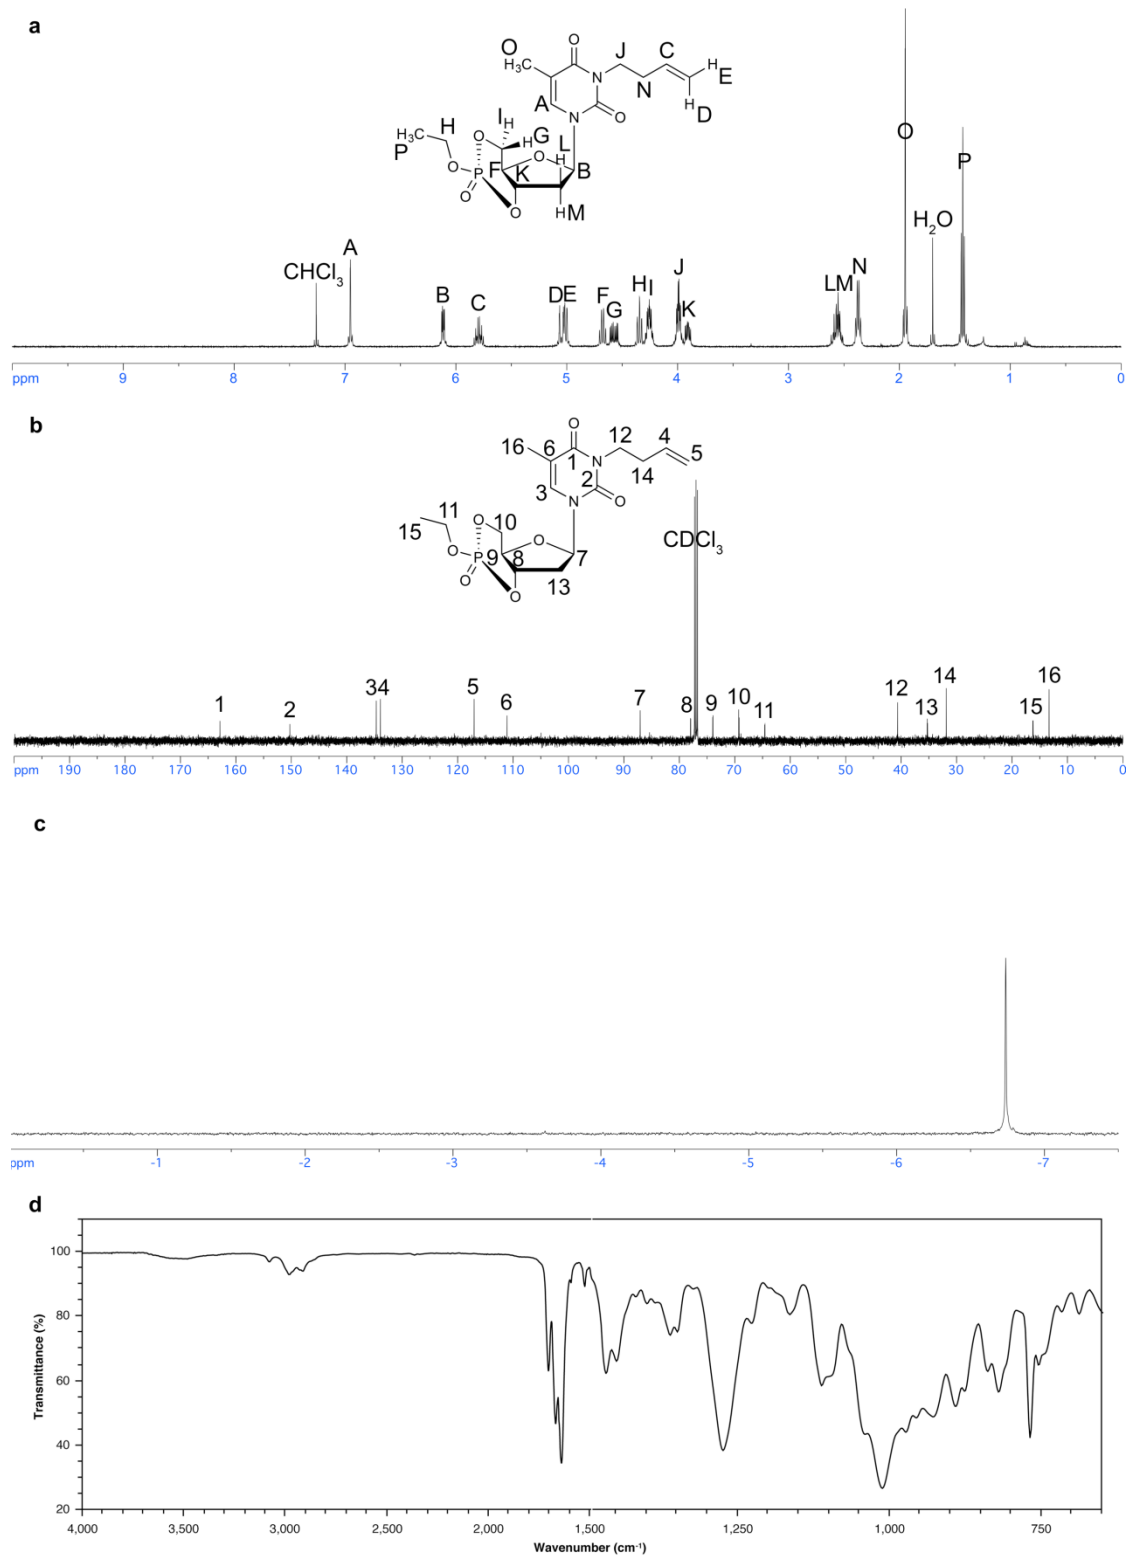 a
O
H₃C
O
N
J
N
C
H
E
H
D
A
N
O
I
H
H
H₃C
P
O
H
G
L
O
H
B
F
K
O
P
O
O
H
M
CHCl₃
A
B
C
D
E
F
G
H
I
J
K
LM
N
O
H₂O
P
ppm 9 8 7 6 5 4 3 2 1 0
b
O
16
6
1
N
12
14
4
5
3
2
N
O
11
15
O
10
O
9
8
7
O
P
O
O
13
CDCl₃
1
2
34
5
6
7
8
9
10
11
12
13
14
15
16
ppm 190 180 170 160 150 140 130 120 110 100 90 80 70 60 50 40 30 20 10 0
c
ppm -1 -2 -3 -4 -5 -6 -7
d
100
80
60
40
20
Transmittance (%)
4,000 3,500 3,000 2,500 2,000 1,500 1,250 1,000 750
Wavenumber (cm⁻¹)